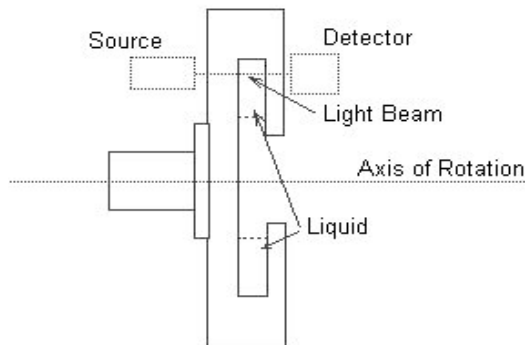 Source
Detector
Light Beam
Axis of Rotation
Liquid